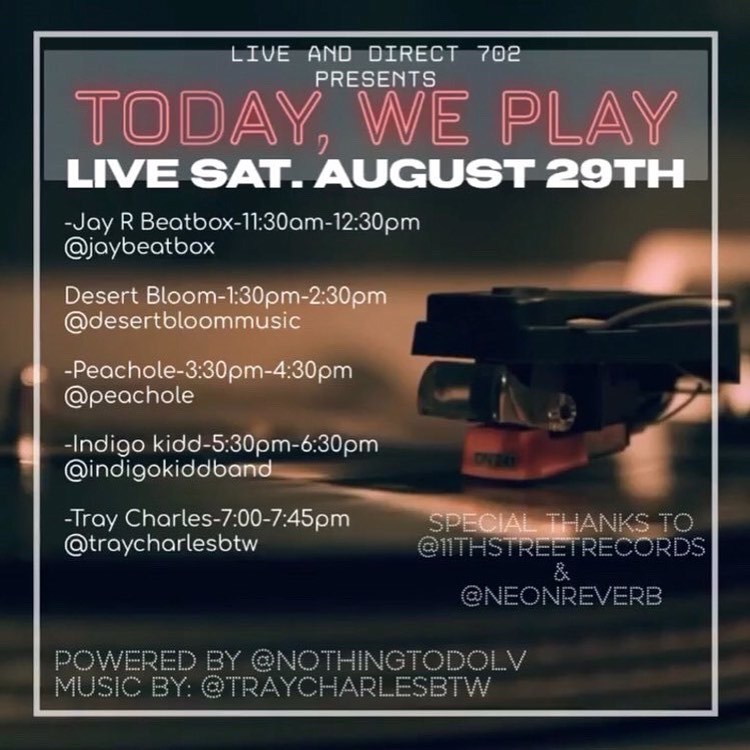 LIVE AND DIRECT 702
PRESENTS
TODAY, WE PLAY
LIVE SAT. AUGUST 29TH
-Jay R Beatbox-11:30am-12:30pm
@jaybeatbox
Desert Bloom-1:30pm-2:30pm
@desertbloommusic
-Peachole-3:30pm-4:30pm
@peachole
-Indigo kidd-5:30pm-6:30pm
@indigokiddband
-Tray Charles-7:00-7:45pm
@traycharlesbtw
SPECIAL THANKS TO
@11THSTREETRECORDS
&
@NEONREVERB
POWERED BY @NOTHINGTODOLV
MUSIC BY: @TRAYCHARLESBTW